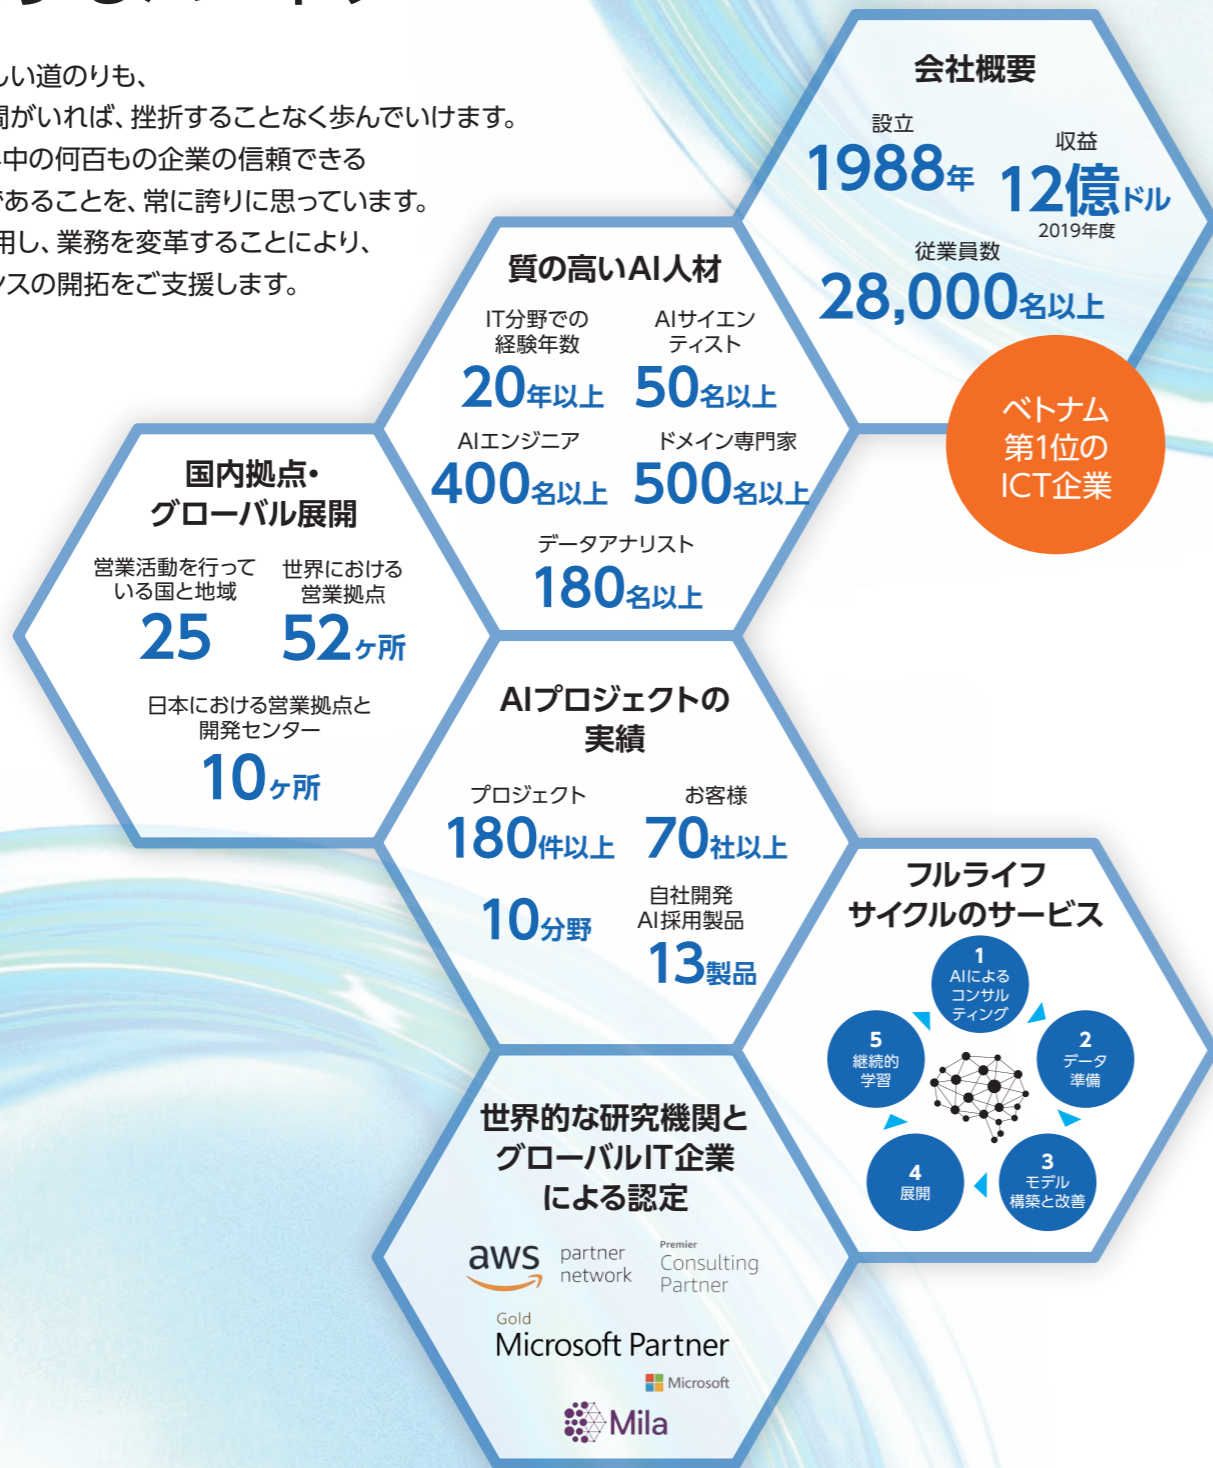 しい道のりも、
間がいれば、挫折することなく歩んでいけます。
中の何百もの企業の信頼できる
であることを、常に誇りに思っています。
用し、業務を変革することにより、
ンスの開拓をご支援します。
会社概要
設立
1988年
収益
12億ドル
2019年度
従業員数
28,000名以上
ベトナム
第1位の
ICT企業
質の高いAI人材
IT分野での
経験年数
20年以上
AIサイエン
ティスト
50名以上
AIエンジニア
400名以上
ドメイン専門家
500名以上
データアナリスト
180名以上
国内拠点・
グローバル展開
営業活動を行って
いる国と地域
25
世界における
営業拠点
52ヶ所
日本における営業拠点と
開発センター
10ヶ所
AIプロジェクトの
実績
プロジェクト
180件以上
お客様
70社以上
10分野
自社開発
AI採用製品
13製品
フルライフ
サイクルのサービス
1
AIによる
コンサル
ティング
2
データ
準備
3
モデル
構築と改善
4
展開
5
継続的
学習
世界的な研究機関と
グローバルIT企業
による認定
aws
partner
network
Premier
Consulting
Partner
Gold
Microsoft Partner
Microsoft
Mila